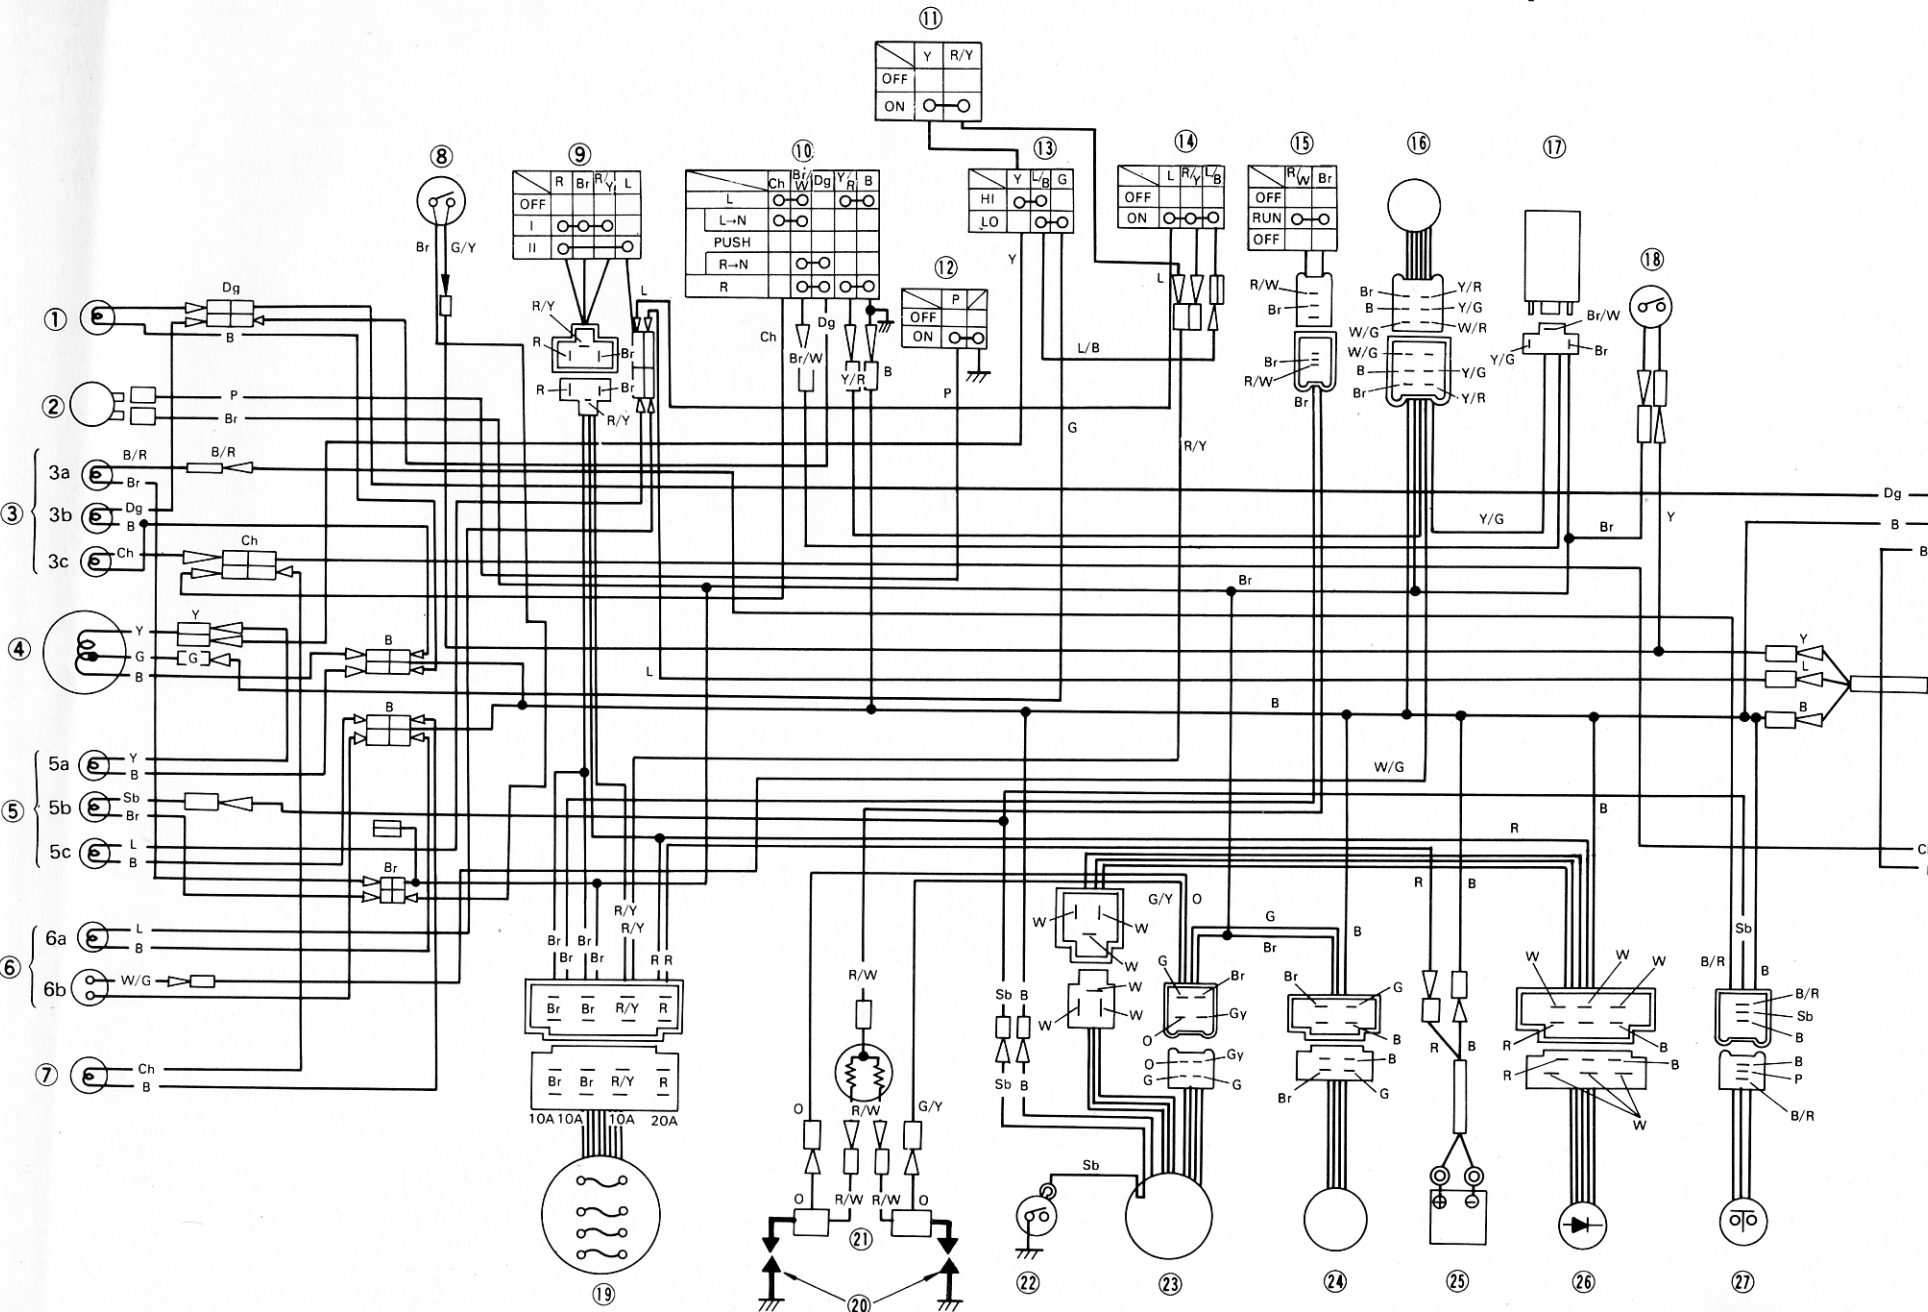 ⑪
Y R/Y
OFF
ON
⑧
⑨
R Br R/Y L
OFF
I
II
⑩
Ch Br/W Dg Y/R B
L
L→N
PUSH
R→N
R
⑬
Y L/B G
HI
LO
⑭
L R/Y L/B
OFF
ON
⑮
R/W Br
OFF
RUN
OFF
⑯
⑰
⑱
⑫
P
OFF
ON
Br G/Y
Y
L
R/W
Br
Br
B
W/G
Y/R
Y/G
W/R
Br/W
Y/G
Br
①
Dg
B
R/Y
R
Br
L
Ch
Dg
Br/W
Y/R
B
L/B
Br
R/W
Br
W/G
B
Br
Y/G
Y/R
②
P
Br
R
Br
R/Y
P
G
R/Y
③
3a
B/R
B/R
Br
3b
Dg
B
3c
Ch
Ch
Y/G
Br
Y
Dg
B
B
Br
④
Y
Y
G
G
B
B
L
Y
L
B
B
B
⑤
5a
Y
B
5b
Sb
Br
5c
L
B
Br
W/G
B
R
R
B
R/Y
R/Y
G/Y
O
G
Br
B
⑥
6a
L
B
6b
W/G
Br
Br
Br
Br
R
R
R/W
Sb
B
W
W
W
W
W
W
G
Br
O
Gy
O
Gy
G
G
Br
G
B
B
Br
G
R
B
W
W
W
R
B
R
B
W
Sb
B/R
B
B/R
Sb
B
B
P
B/R
Br
Br
R/Y
R
Br
Br
R/Y
R
10A
10A
10A
20A
⑦
Ch
B
O
R/W
G/Y
Sb
B
O
R/W
R/W
O
Sb
⑲
⑳
㉑
㉒
㉓
㉔
㉕
㉖
㉗